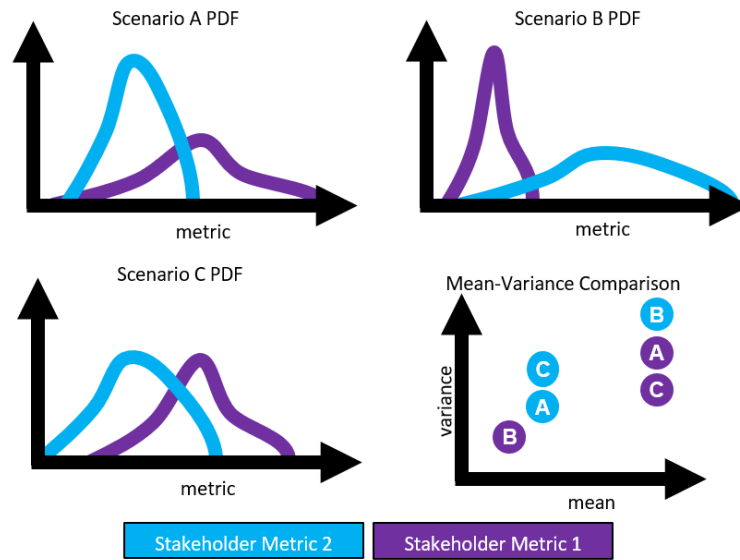 Scenario A PDF
Scenario B PDF
metric
metric
Scenario C PDF
Mean-Variance Comparison
B
A
C
C
A
B
variance
metric
mean
Stakeholder Metric 2
Stakeholder Metric 1